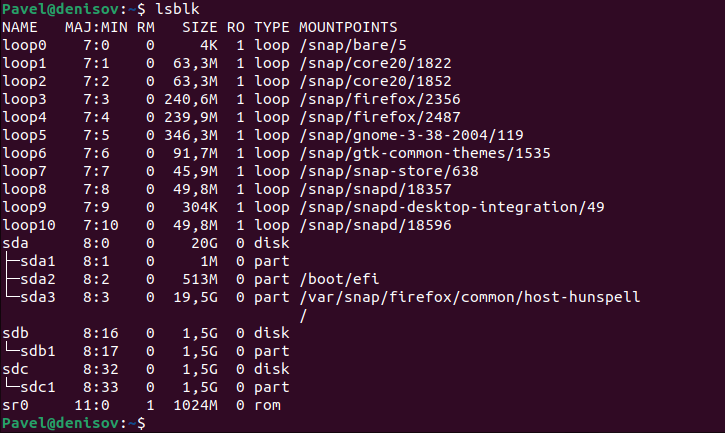 Pavel@denisov:~$ lsblk
NAME   MAJ:MIN RM   SIZE RO TYPE MOUNTPOINTS
loop0    7:0    0     4K  1 loop /snap/bare/5
loop1    7:1    0  63,3M  1 loop /snap/core20/1822
loop2    7:2    0  63,3M  1 loop /snap/core20/1852
loop3    7:3    0 240,6M  1 loop /snap/firefox/2356
loop4    7:4    0 239,9M  1 loop /snap/firefox/2487
loop5    7:5    0 346,3M  1 loop /snap/gnome-3-38-2004/119
loop6    7:6    0  91,7M  1 loop /snap/gtk-common-themes/1535
loop7    7:7    0  45,9M  1 loop /snap/snap-store/638
loop8    7:8    0  49,8M  1 loop /snap/snapd/18357
loop9    7:9    0   304K  1 loop /snap/snapd-desktop-integration/49
loop10   7:10   0  49,8M  1 loop /snap/snapd/18596
sda      8:0    0    20G  0 disk
├─sda1   8:1    0     1M  0 part
├─sda2   8:2    0   513M  0 part /boot/efi
└─sda3   8:3    0  19,5G  0 part /var/snap/firefox/common/host-hunspell
                                 /
sdb      8:16   0   1,5G  0 disk
└─sdb1   8:17   0   1,5G  0 part
sdc      8:32   0   1,5G  0 disk
└─sdc1   8:33   0   1,5G  0 part
sr0     11:0    1  1024M  0 rom
Pavel@denisov:~$